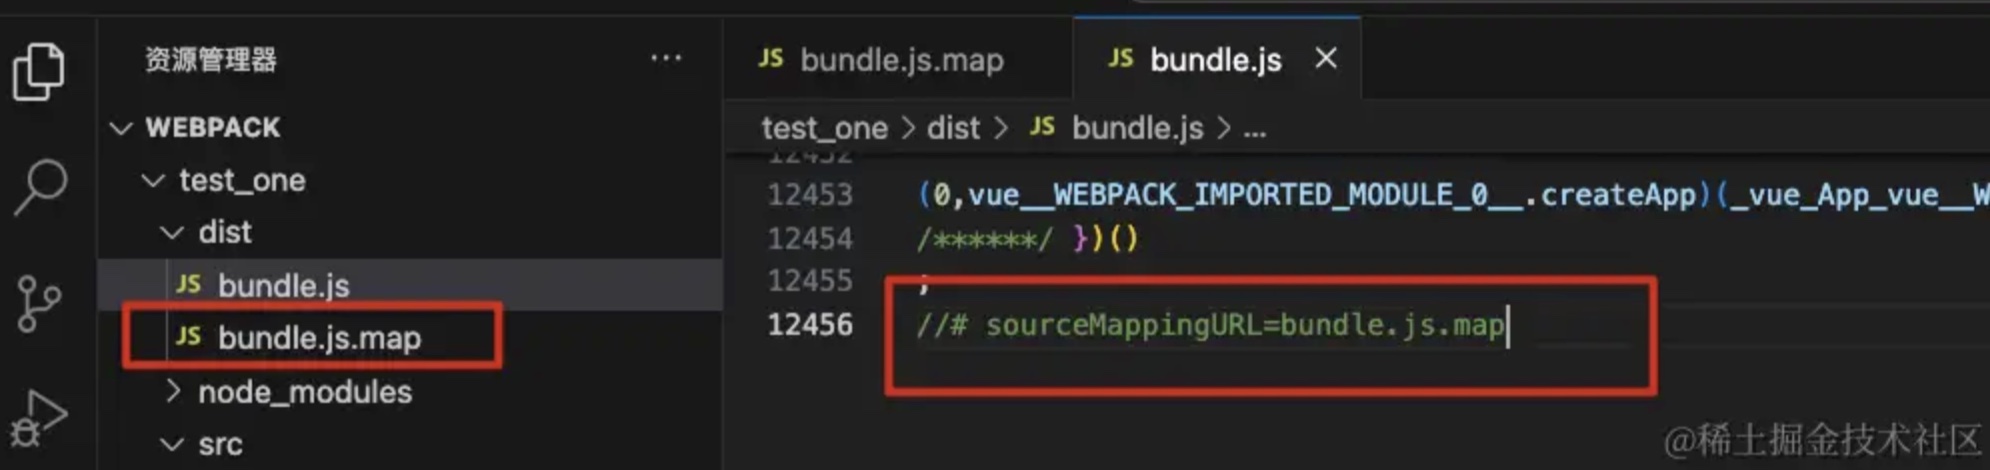 资源管理器 ···
WEBPACK
test_one
dist
JS bundle.js
JS bundle.js.map
node_modules
src
JS bundle.js.map JS bundle.js
test_one > dist > JS bundle.js > ...
12452
12453 (0,vue__WEBPACK_IMPORTED_MODULE_0__.createApp)(_vue_App_vue__W
12454 /******/ })()
12455 ;
12456 //# sourceMappingURL=bundle.js.map
@稀土掘金技术社区